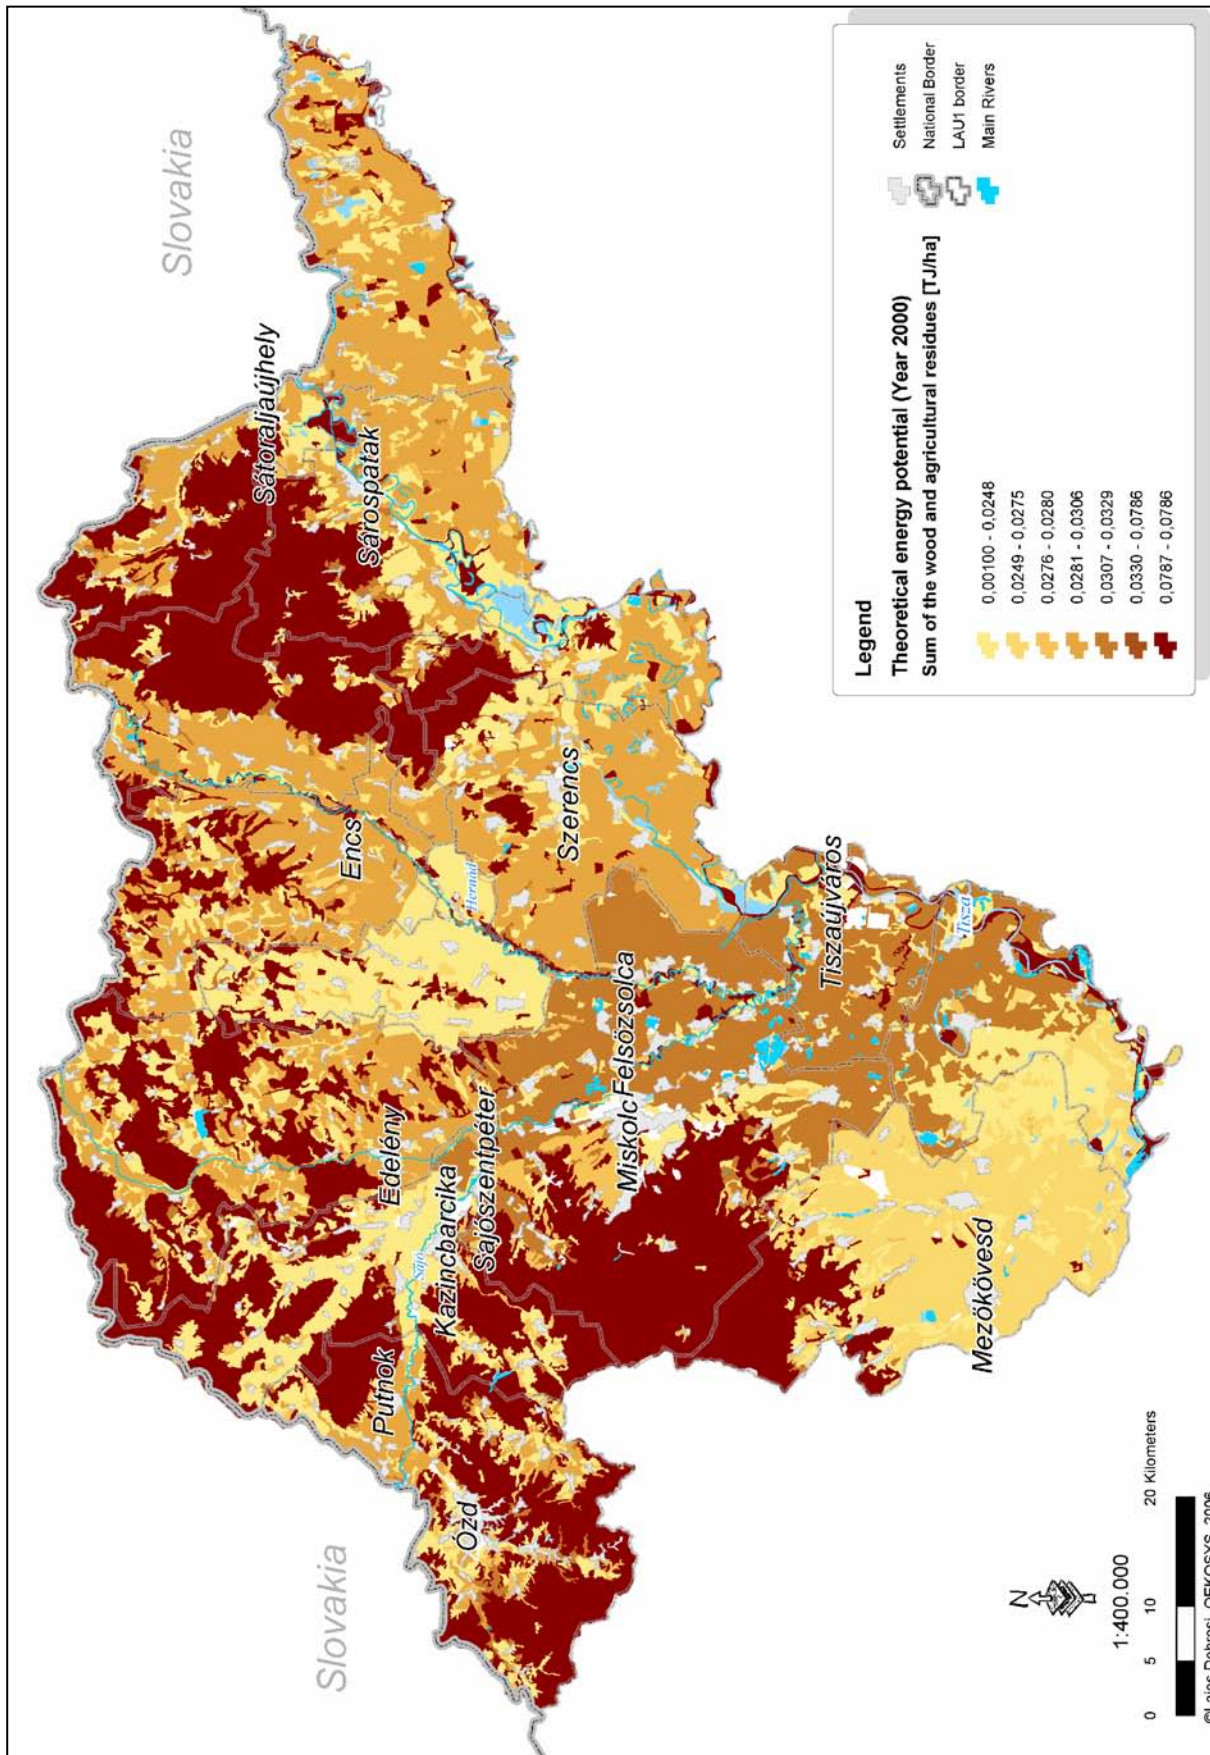 Slovakia
Slovakia
Sátoraljaújhely
Sárospatak
Encs
Hernád
Szerencs
Edelény
Putnok
Sajó
Kazincbarcika
Sajószentpéter
Ózd
Felsözsolca
Miskolc
Tiszaújváros
Tisza
Mezökövesd
Legend
Theoretical energy potential (Year 2000)
Sum of the wood and agricultural residues [TJ/ha]
0,00100 - 0,0248
0,0249 - 0,0275
0,0276 - 0,0280
0,0281 - 0,0306
0,0307 - 0,0329
0,0330 - 0,0786
0,0787 - 0,0786
Settlements
National Border
LAU1 border
Main Rivers
N
1:400.000
0 5 10 20 Kilometers